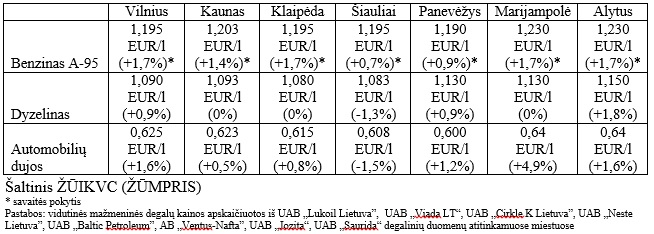 Vilnius Kaunas Klaipėda Šiauliai Panevėžys Marijampolė Alytus
1,195 1,203 1,195 1,195 1,190 1,230 1,230
EUR/l EUR/l EUR/l EUR/l EUR/l EUR/l EUR/l
Benzinas A-95 (+1,7%)* (+1,4%)* (+1,7%)* (+0,7%)* (+0,9%)* (+1,7%)* (+1,7%)*
1,090 1,093 1,080 1,083 1,130 1,130 1,150
EUR/l EUR/l EUR/l EUR/l EUR/l EUR/l EUR/l
Dyzelinas (+0,9%) (0%) (0%) (-1,3%) (+0,9%) (0%) (+1,8%)
0,625 0,623 0,615 0,608 0,600 0,64 0,64
Automobilių EUR/l EUR/l EUR/l EUR/l EUR/l EUR/l EUR/l
dujos (+1,6%) (+0,5%) (+0,8%) (-1,5%) (+1,2%) (+4,9%) (+1,6%)
Šaltinis ŽŪIKVC (ŽŪMPRIS)
* savaitės pokytis
Pastabos: vidutinės mažmeninės degalų kainos apskaičiuotos iš UAB „Lukoil Lietuva", UAB „Viada LT“, UAB „Cirkle K Lietuva“, UAB „Neste
Lietuva“, UAB „Baltic Petroleum“, AB „Ventus-Nafta“, UAB „Jozita“, UAB „Saurida“ degalinių duomenų atitinkamuose miestuose